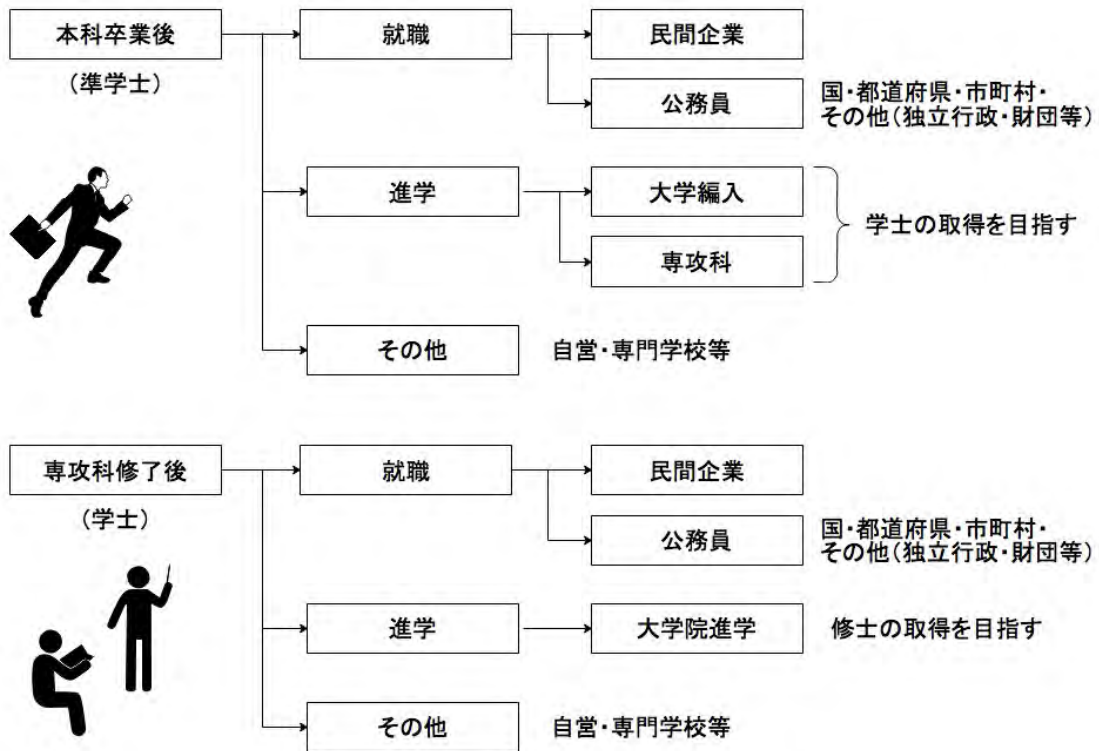 本科卒業後
(準学士)
就職
民間企業
公務員
国・都道府県・市町村・
その他(独立行政・財団等)
進学
大学編入
専攻科
学士の取得を目指す
その他
自営・専門学校等
専攻科修了後
(学士)
就職
民間企業
公務員
国・都道府県・市町村・
その他(独立行政・財団等)
進学
大学院進学
修士の取得を目指す
その他
自営・専門学校等